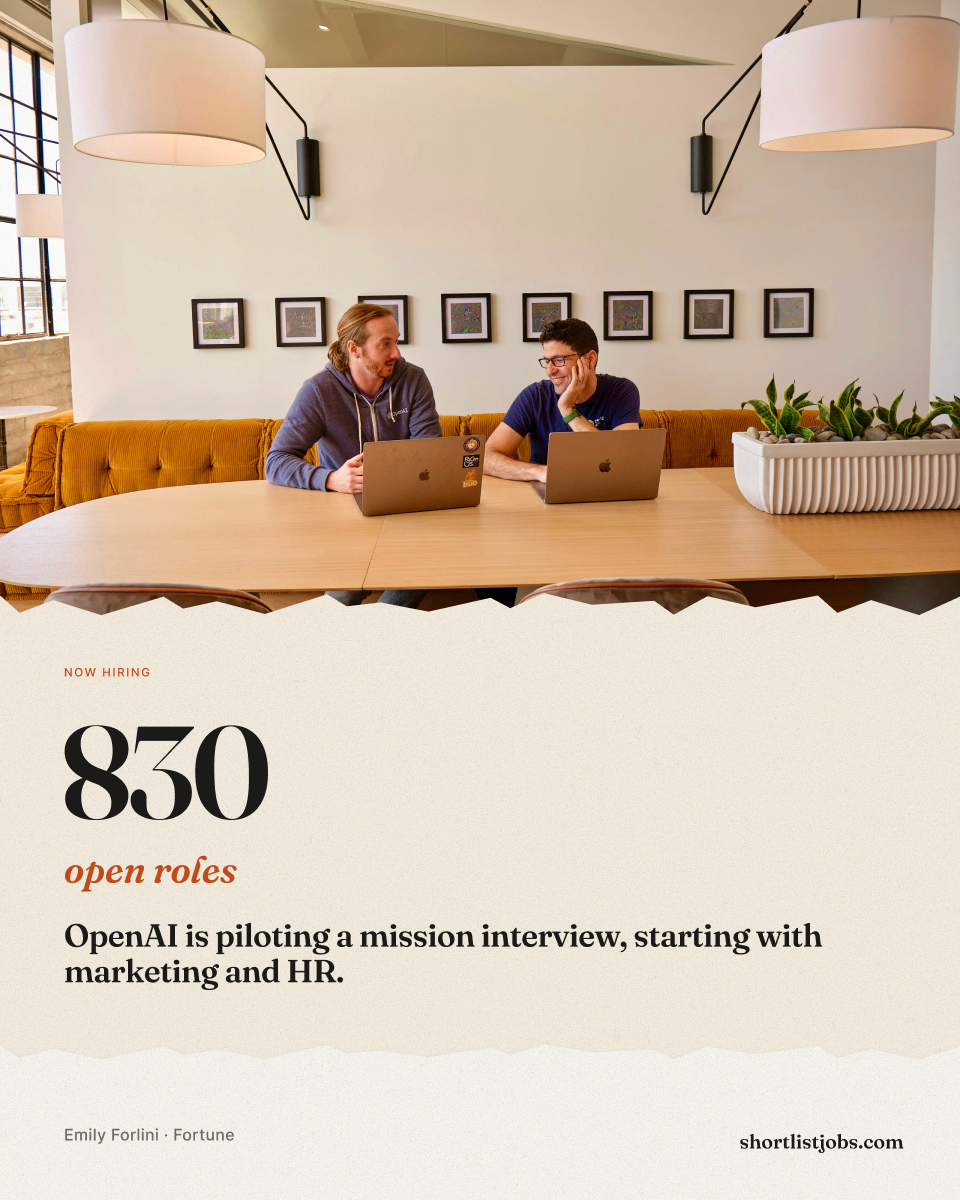 NOW HIRING
830
open roles
OpenAI is piloting a mission interview, starting with
marketing and HR.
Emily Forlini · Fortune
shortlistjobs.com